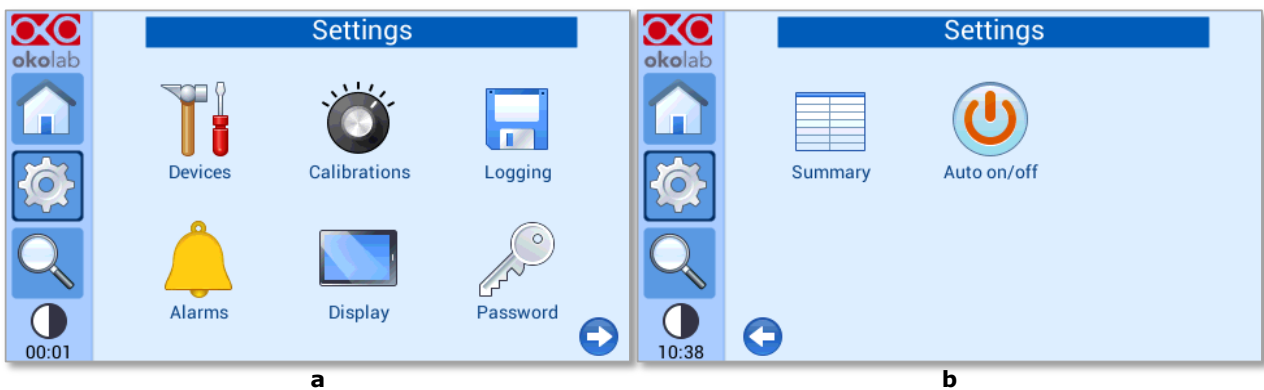 okolab
Settings
Devices
Calibrations
Logging
Alarms
Display
Password
00:01
okolab
Settings
Summary
Auto on/off
10:38
a
b